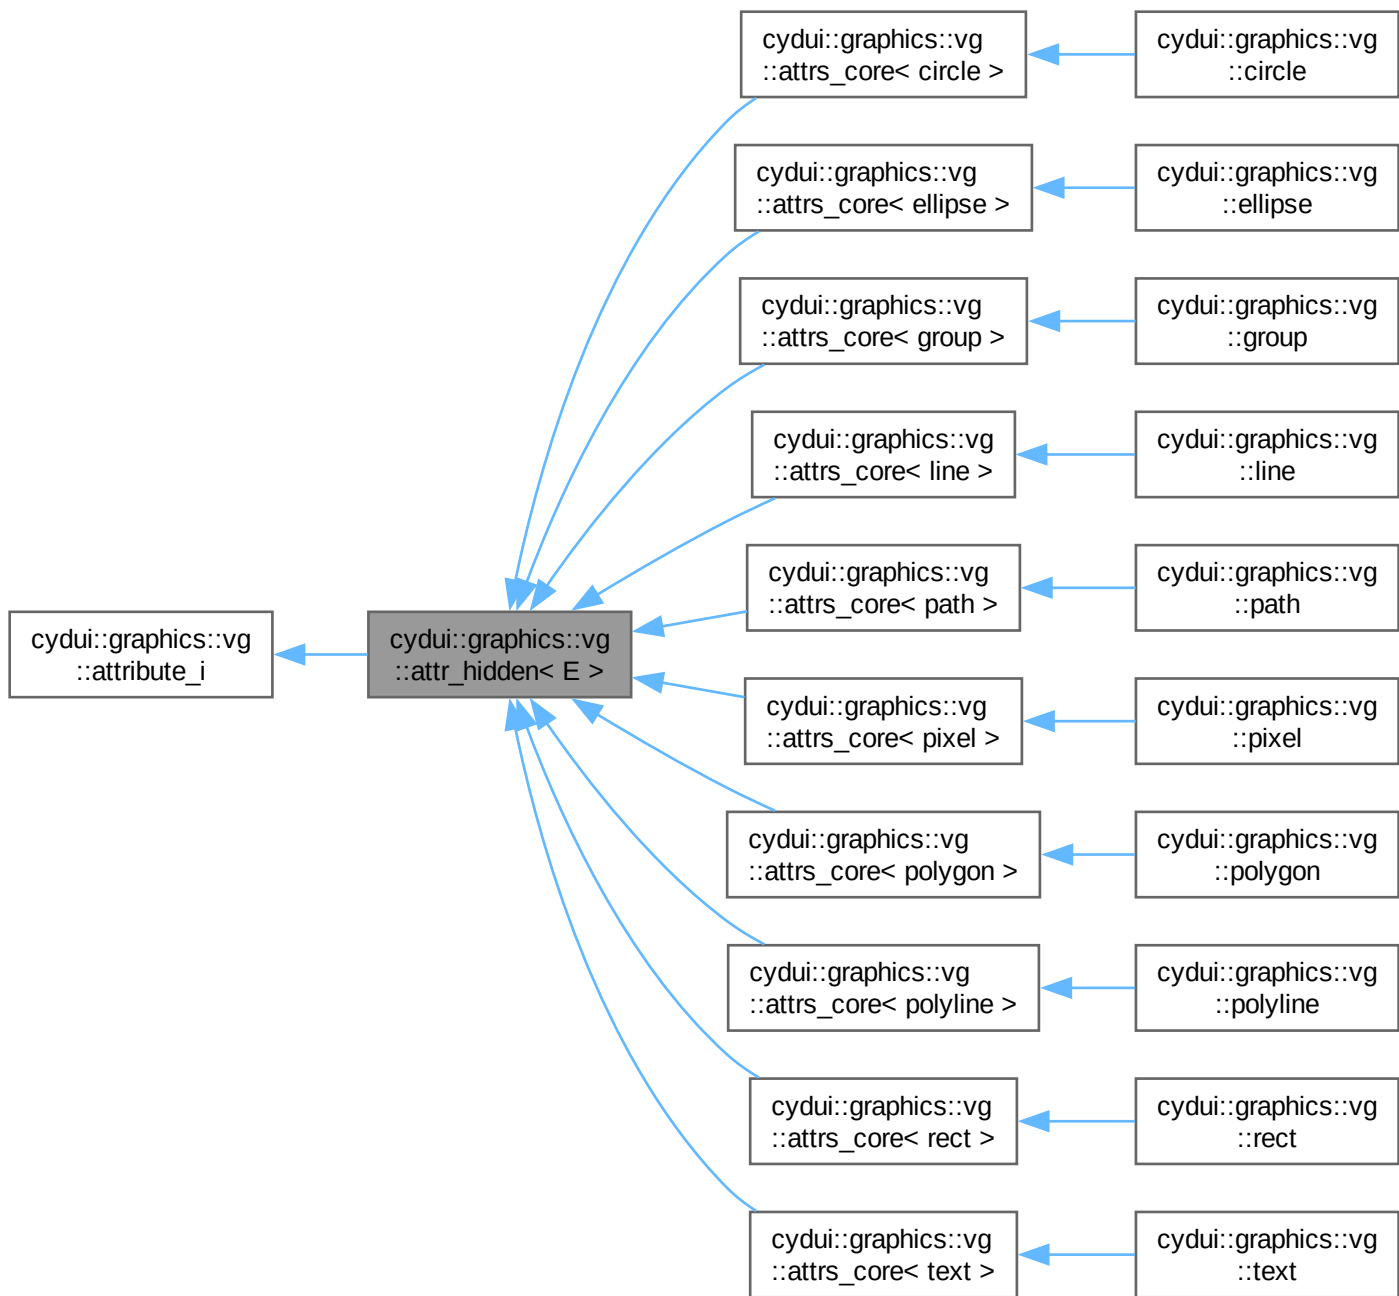 cydui::graphics::vg
::attrs_core< circle >
cydui::graphics::vg
::circle
cydui::graphics::vg
::attrs_core< ellipse >
cydui::graphics::vg
::ellipse
cydui::graphics::vg
::attrs_core< group >
cydui::graphics::vg
::group
cydui::graphics::vg
::attrs_core< line >
cydui::graphics::vg
::line
cydui::graphics::vg
::attrs_core< path >
cydui::graphics::vg
::path
cydui::graphics::vg
::attribute_i
cydui::graphics::vg
::attr_hidden< E >
cydui::graphics::vg
::attrs_core< pixel >
cydui::graphics::vg
::pixel
cydui::graphics::vg
::attrs_core< polygon >
cydui::graphics::vg
::polygon
cydui::graphics::vg
::attrs_core< polyline >
cydui::graphics::vg
::polyline
cydui::graphics::vg
::attrs_core< rect >
cydui::graphics::vg
::rect
cydui::graphics::vg
::attrs_core< text >
cydui::graphics::vg
::text